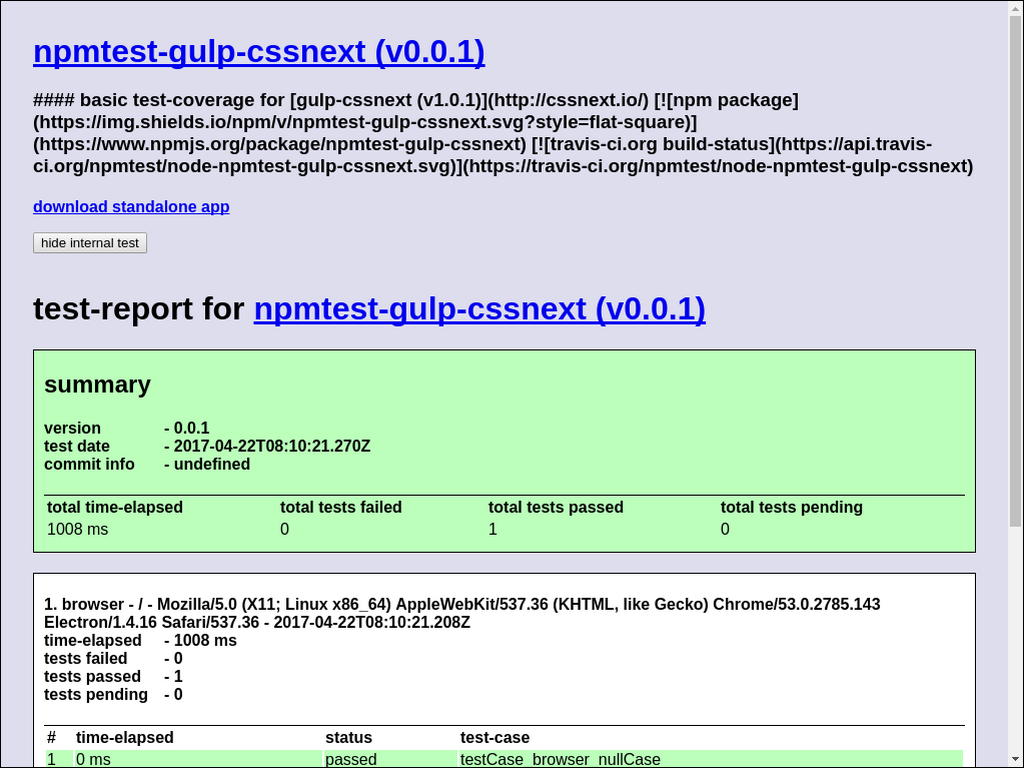 npmtest-gulp-cssnext (v0.0.1)
#### basic test-coverage for [gulp-cssnext (v1.0.1)](http://cssnext.io/) [![npm package]
(https://img.shields.io/npm/v/npmtest-gulp-cssnext.svg?style=flat-square)]
(https://www.npmjs.org/package/npmtest-gulp-cssnext) [![travis-ci.org build-status](https://api.travis-
ci.org/npmtest/node-npmtest-gulp-cssnext.svg)](https://travis-ci.org/npmtest/node-npmtest-gulp-cssnext)
download standalone app
hide internal test
test-report for npmtest-gulp-cssnext (v0.0.1)
summary
version - 0.0.1
test date - 2017-04-22T08:10:21.270Z
commit info - undefined
total time-elapsed total tests failed total tests passed total tests pending
1008 ms 0 1 0
1. browser - / - Mozilla/5.0 (X11; Linux x86_64) AppleWebKit/537.36 (KHTML, like Gecko) Chrome/53.0.2785.143
Electron/1.4.16 Safari/537.36 - 2017-04-22T08:10:21.208Z
time-elapsed - 1008 ms
tests failed - 0
tests passed - 1
tests pending - 0
# time-elapsed status test-case
1 0 ms passed testCase_browser_nullCase